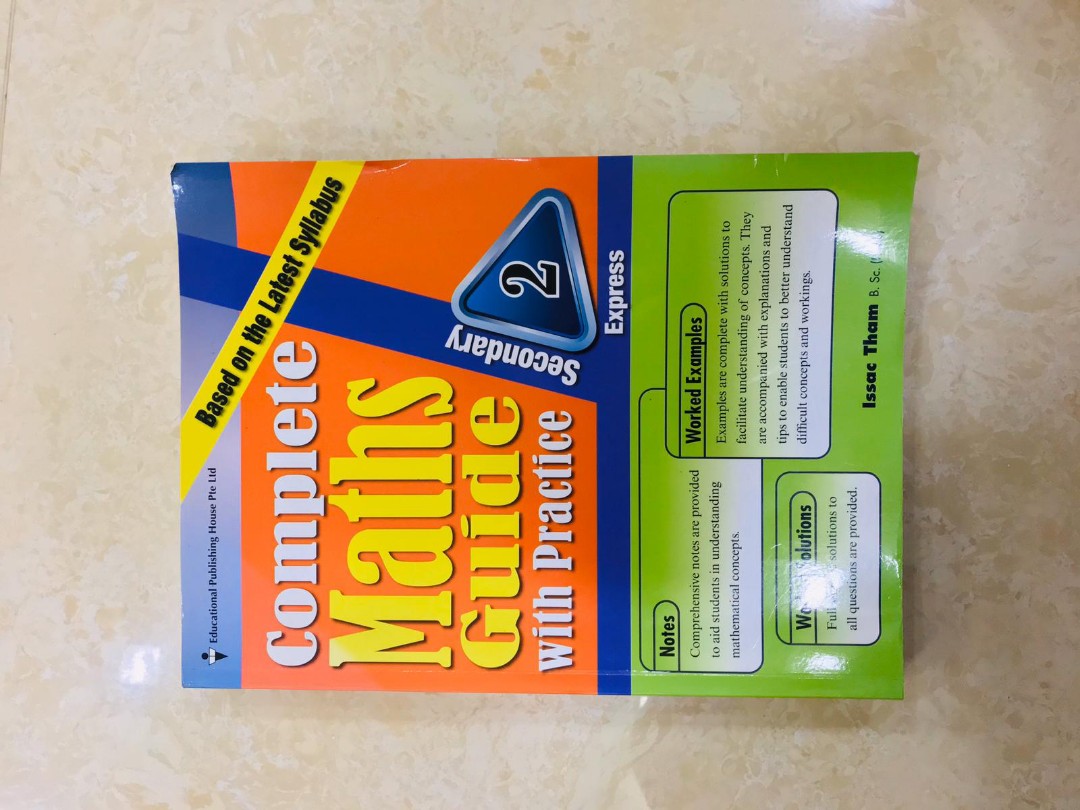 Educational Publishing House Pte Ltd
Based on the Latest Syllabus
Complete
Maths
Guide
with Practice
Secondary
2
Express
Notes
Comprehensive notes are provided
to aid students in understanding
mathematical concepts.
Worked Examples
Examples are complete with solutions to
facilitate understanding of concepts. They
are accompanied with explanations and
tips to enable students to better understand
difficult concepts and workings.
Solutions
solutions to
all questions are provided.
Issac Tham B. Sc.